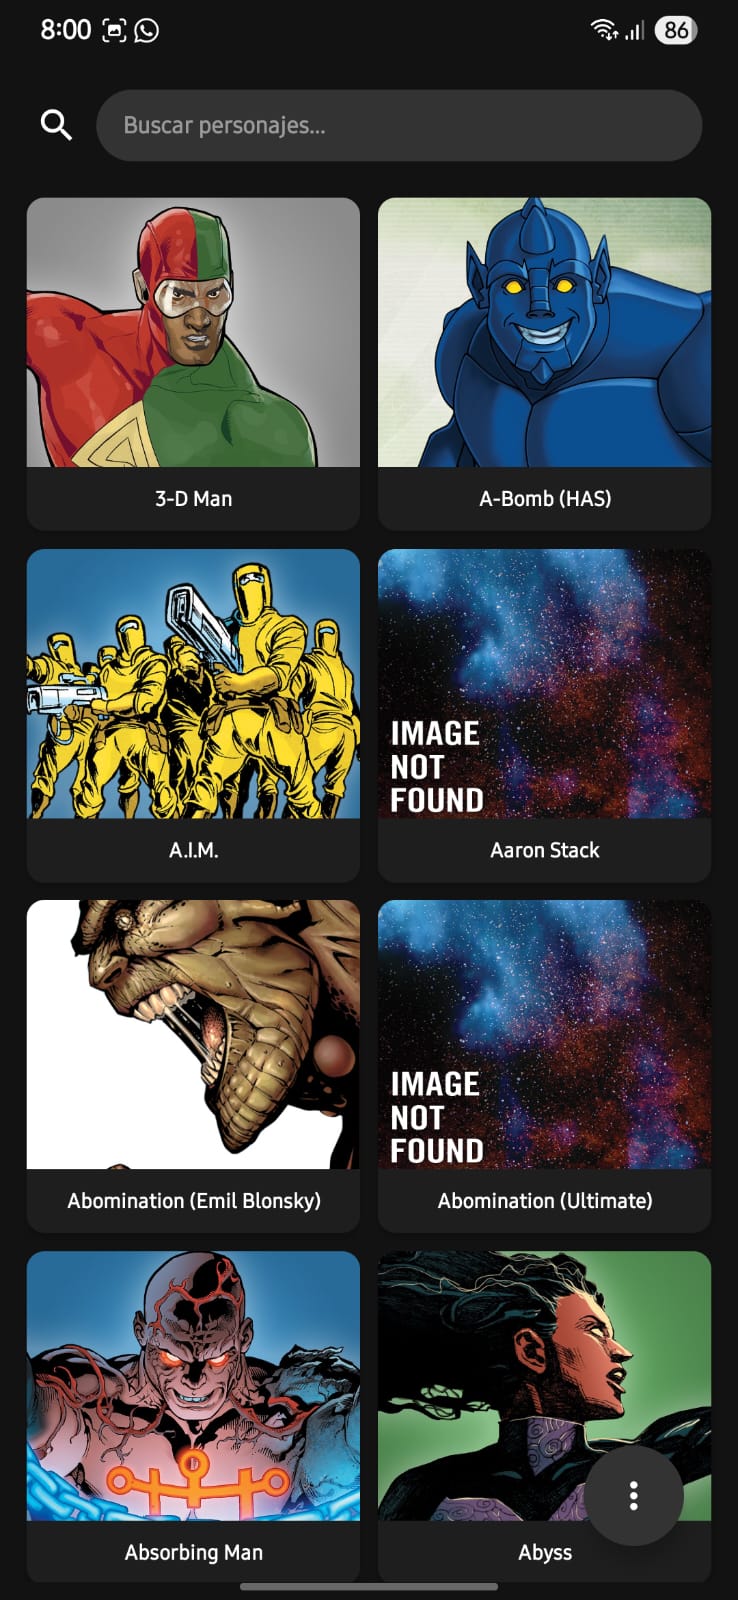 8:00
86
Buscar personajes...
3-D Man
A-Bomb (HAS)
A.I.M.
IMAGE
NOT
FOUND
Aaron Stack
Abomination (Emil Blonsky)
IMAGE
NOT
FOUND
Abomination (Ultimate)
Absorbing Man
Abyss